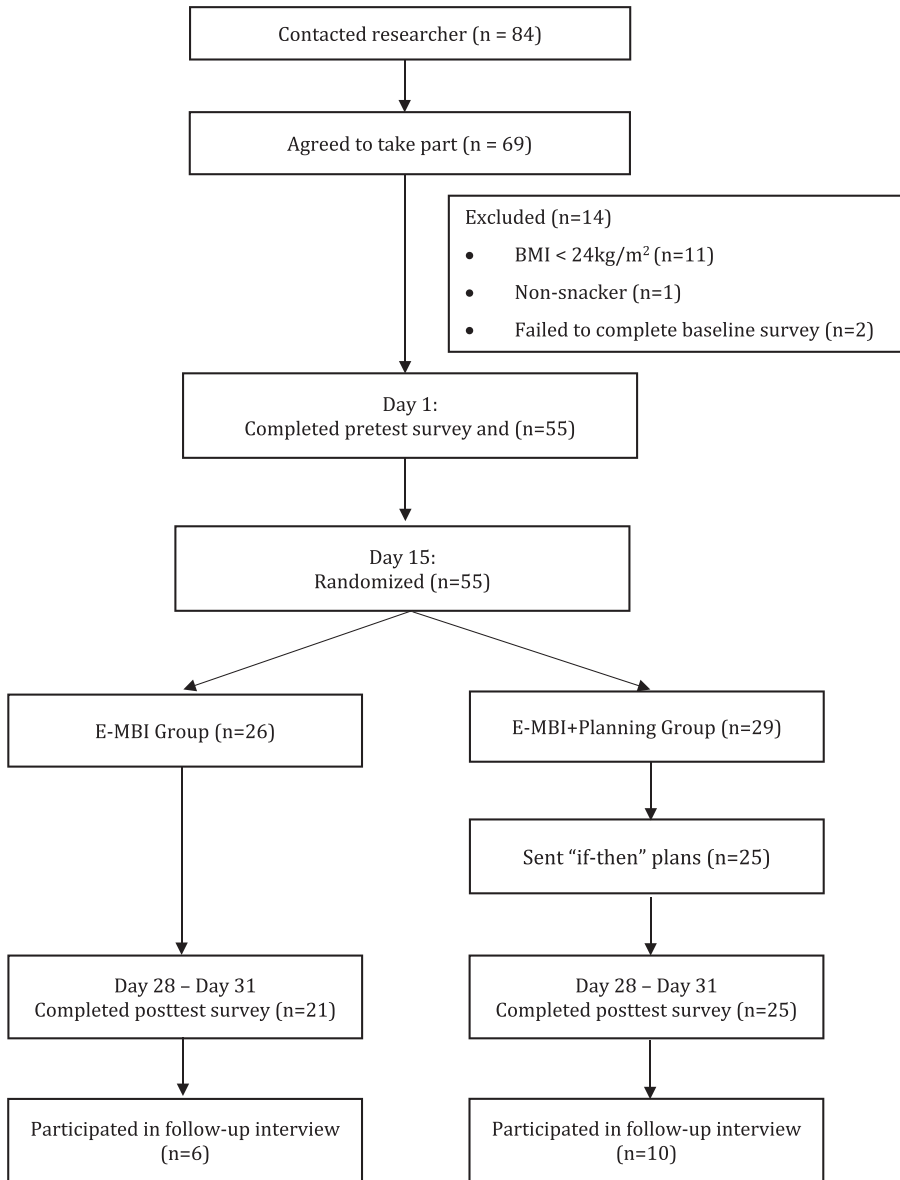 Contacted researcher (n = 84)
Agreed to take part (n = 69)
Excluded (n=14)
• BMI < 24kg/m² (n=11)
• Non-snacker (n=1)
• Failed to complete baseline survey (n=2)
Day 1:
Completed pretest survey and (n=55)
Day 15:
Randomized (n=55)
E-MBI Group (n=26)
E-MBI+Planning Group (n=29)
Sent “if-then” plans (n=25)
Day 28 – Day 31
Completed posttest survey (n=21)
Day 28 – Day 31
Completed posttest survey (n=25)
Participated in follow-up interview
(n=6)
Participated in follow-up interview
(n=10)